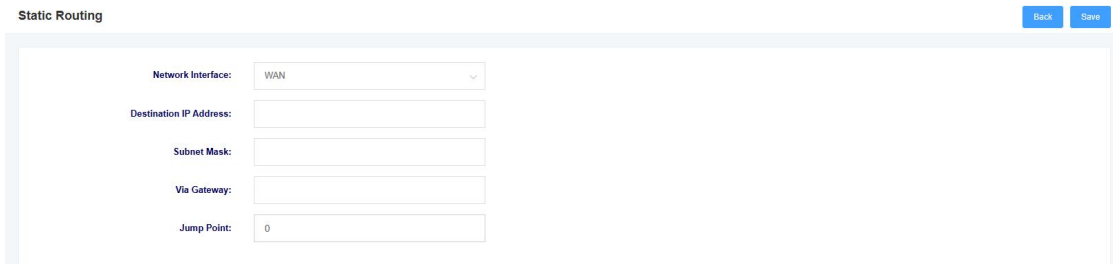 Static Routing
Back
Save
Network Interface:
WAN
Destination IP Address:
Subnet Mask:
Via Gateway:
Jump Point:
0